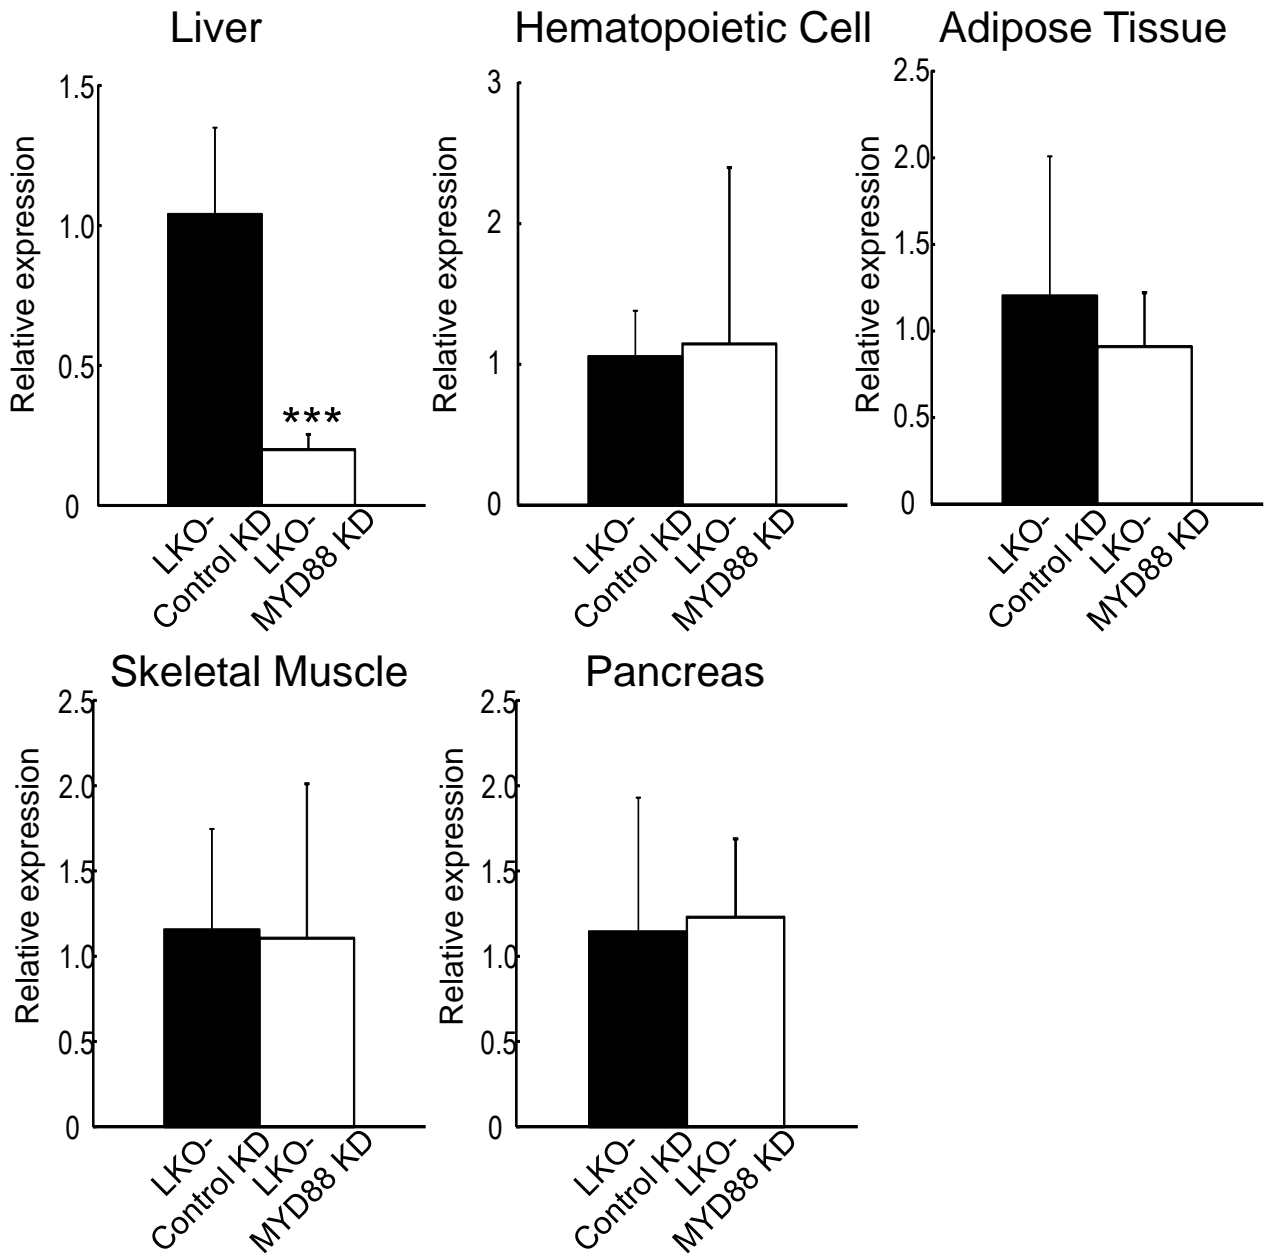 Liver
Relative expression
1.5
1.0
0.5
0
***
LKO-
Control KD
LKO-
MYD88 KD
Hematopoietic Cell
Relative expression
3
2
1
0
LKO-
Control KD
LKO-
MYD88 KD
Adipose Tissue
Relative expression
2.5
2.0
1.5
1.0
0.5
0
LKO-
Control KD
LKO-
MYD88 KD
Skeletal Muscle
Relative expression
2.5
2.0
1.5
1.0
0.5
0
LKO-
Control KD
LKO-
MYD88 KD
Pancreas
Relative expression
2.5
2.0
1.5
1.0
0.5
0
LKO-
Control KD
LKO-
MYD88 KD